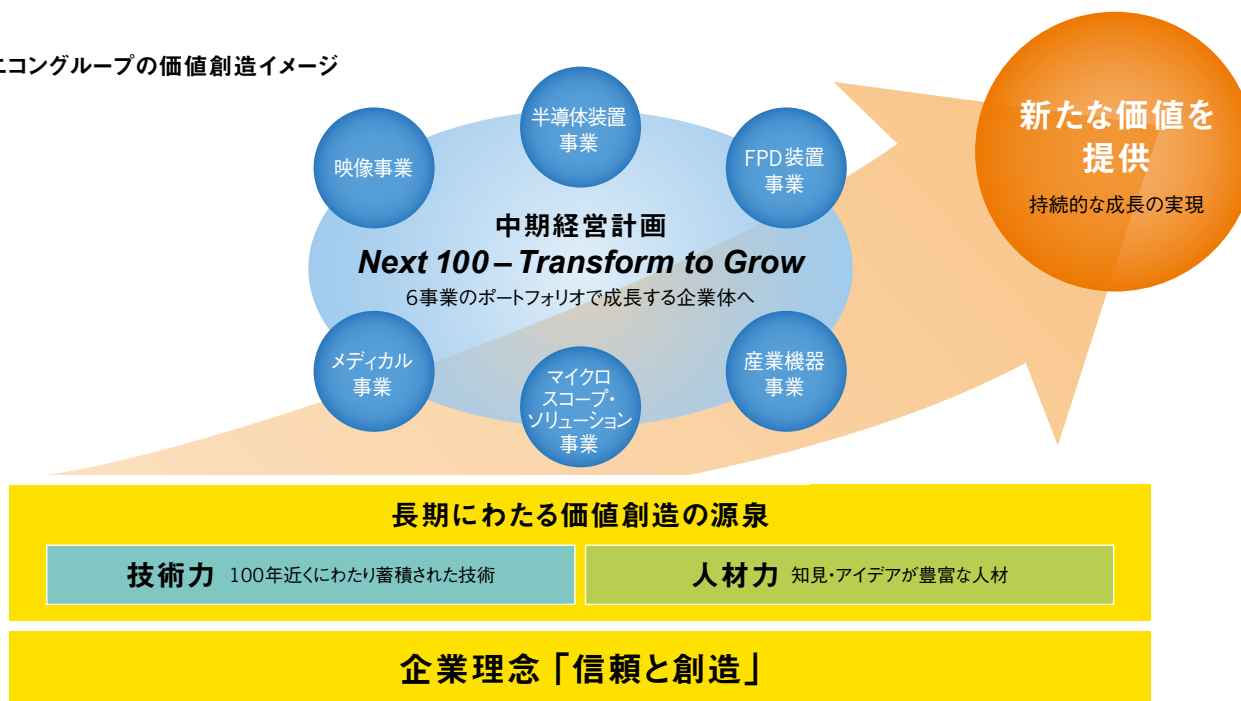 ニコングループの価値創造イメージ
半導体装置
事業
映像事業
FPD装置
事業
中期経営計画
Next 100 – Transform to Grow
6事業のポートフォリオで成長する企業体へ
メディカル
事業
マイクロ
スコープ・
ソリューション
事業
産業機器
事業
新たな価値を
提供
持続的な成長の実現
長期にわたる価値創造の源泉
技術力 100年近くにわたり蓄積された技術
人材力 知見・アイデアが豊富な人材
企業理念「信頼と創造」